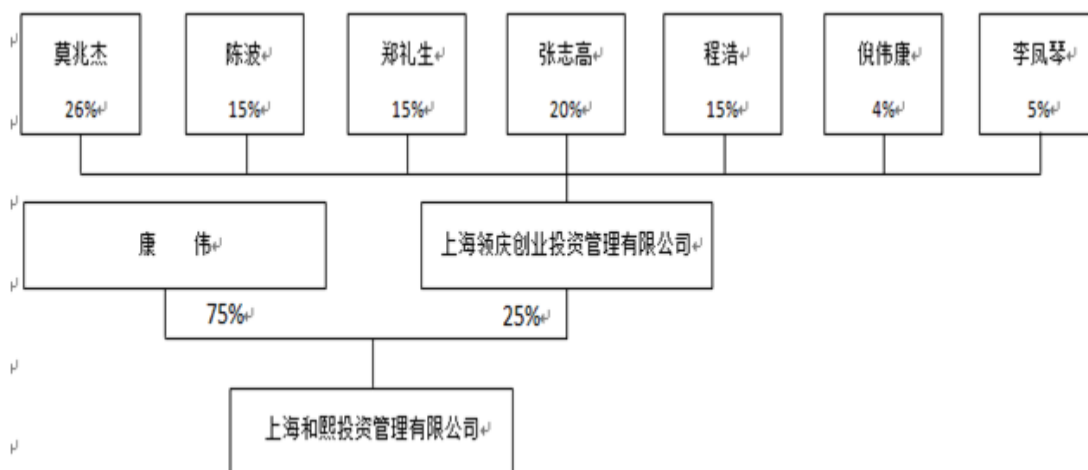 莫兆杰
26%
陈波
15%
郑礼生
15%
张志高
20%
程浩
15%
倪伟康
4%
李凤琴
5%
康 伟
上海领庆创业投资管理有限公司
75%
25%
上海和熙投资管理有限公司